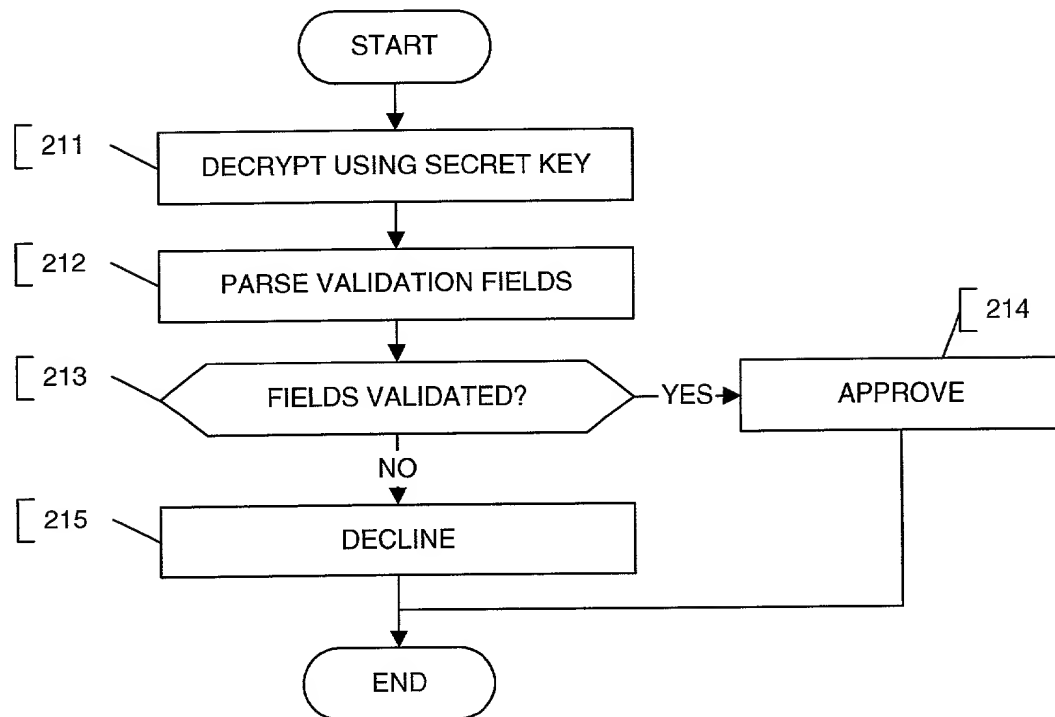 START
211
DECRYPT USING SECRET KEY
212
PARSE VALIDATION FIELDS
214
213
FIELDS VALIDATED?
YES
APPROVE
NO
215
DECLINE
END